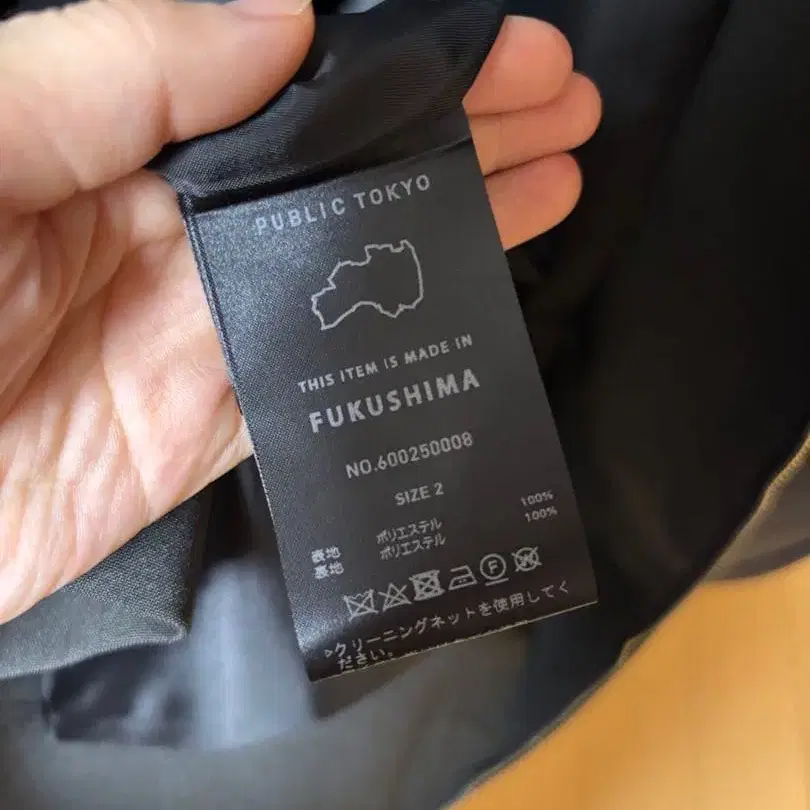 PUBLIC TOKYO
THIS ITEM IS MADE IN
FUKUSHIMA
NO.600250008
SIZE 2
表地 ポリエステル 100%
裏地 ポリエステル 100%
F W
>クリーニングネットを使用してく
ださい。